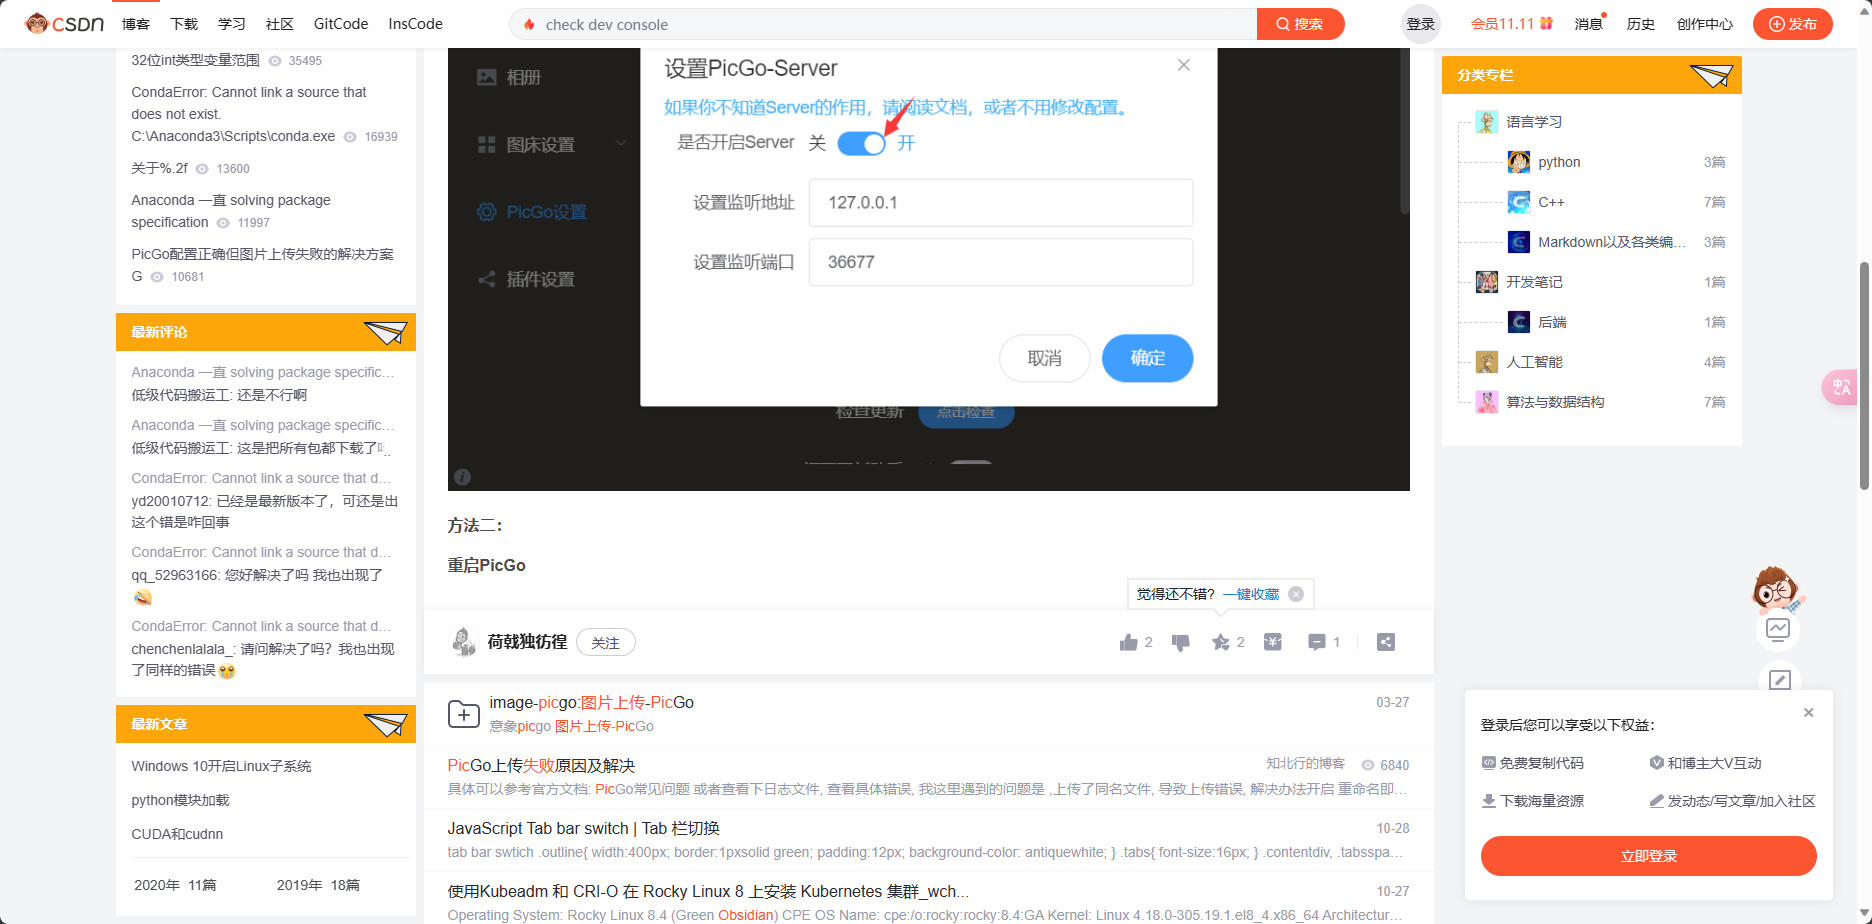 CSDN 博客 下载 学习 社区 GitCode InsCode check dev console 搜索 登录 会员11.11 消息 历史 创作中心 发布
32位int类型变量范围 35495
CondaError: Cannot link a source that
does not exist.
C:\Anaconda3\Scripts\conda.exe 16939
关于%.2f 13600
Anaconda 一直 solving package
specification 11997
PicGo配置正确但图片上传失败的解决方案
G 10681
最新评论
Anaconda 一直 solving package specific...
低级代码搬运工: 还是不行啊
Anaconda 一直 solving package specific...
低级代码搬运工: 这是把所有包都下载了
CondaError: Cannot link a source that d...
yd20010712: 已经是最新版本了，可还是出
这个错是咋回事
CondaError: Cannot link a source that d...
qq_52963166: 您好解决了吗 我也出现了
CondaError: Cannot link a source that d...
chenchenlalala_: 请问解决了吗？我也出现
了同样的错误
最新文章
Windows 10开启Linux子系统
python模块加载
CUDA和cudnn
2020年 11篇 2019年 18篇
相册
图床设置
PicGo设置
插件设置
设置PicGo-Server
如果你不知道Server的作用，请阅读文档，或者不用修改配置。
是否开启Server 关 开
设置监听地址 127.0.0.1
设置监听端口 36677
取消 确定
检查更新 点击检查
方法二：
重启PicGo
觉得还不错? 一键收藏
荷戟独彷徨 关注 2 2 1
image-picgo:图片上传-PicGo 03-27
意象picgo 图片上传-PicGo
PicGo上传失败原因及解决 知北行的博客 6840
具体可以参考官方文档: PicGo常见问题 或者查看下日志文件, 查看具体错误, 我这里遇到的问题是 ,上传了同名文件, 导致上传错误, 解决办法开启 重命名即...
JavaScript Tab bar switch | Tab 栏切换 10-28
tab bar swtich .outline{ width:400px; border:1pxsolid green; padding:12px; background-color: antiquewhite; } .tabs{ font-size:16px; } .contentdiv, .tabsspa...
使用Kubeadm 和 CRI-O 在 Rocky Linux 8 上安装 Kubernetes 集群_wch... 10-27
Operating System: Rocky Linux 8.4 (Green Obsidian) CPE OS Name: cpe:/o:rocky:rocky:8.4:GA Kernel: Linux 4.18.0-305.19.1.el8_4.x86_64 Architectur...
分类专栏
语言学习
python 3篇
C++ 7篇
Markdown以及各类编... 3篇
开发笔记 1篇
后端 1篇
人工智能 4篇
算法与数据结构 7篇
登录后您可以享受以下权益：
免费复制代码 和博主大V互动
下载海量资源 发动态/写文章/加入社区
立即登录